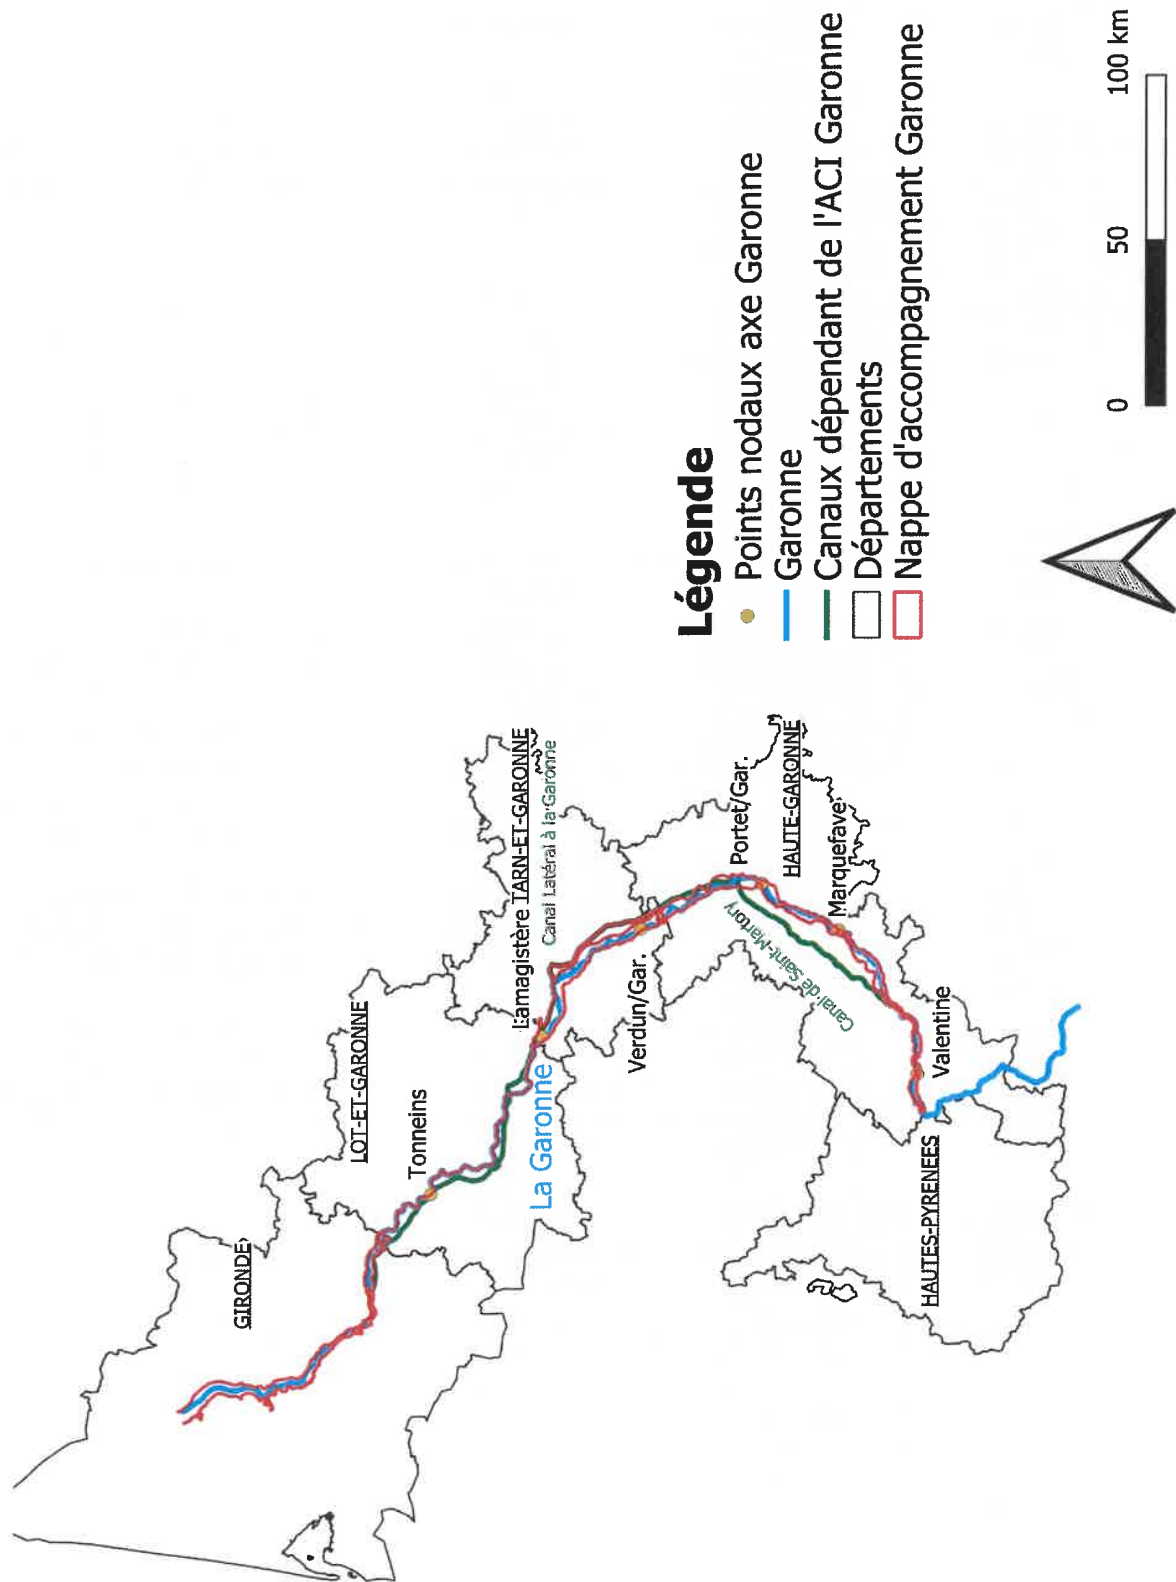 GIRONDE
LOT-ET-GARONNE
Tonneins
La Garonne
Lamagistère
TARN-ET-GARONNE
Canal Latéral à la Garonne
Verdun/Gar.
Portet/Gar.
HAUTE-GARONNE
Canal de Saint-Martory
Marquefave
Valentine
HAUTES-PYRENEES
Légende
Points nodaux axe Garonne
Garonne
Canaux dépendant de l'ACI Garonne
Départements
Nappe d'accompagnement Garonne
0 50 100 km